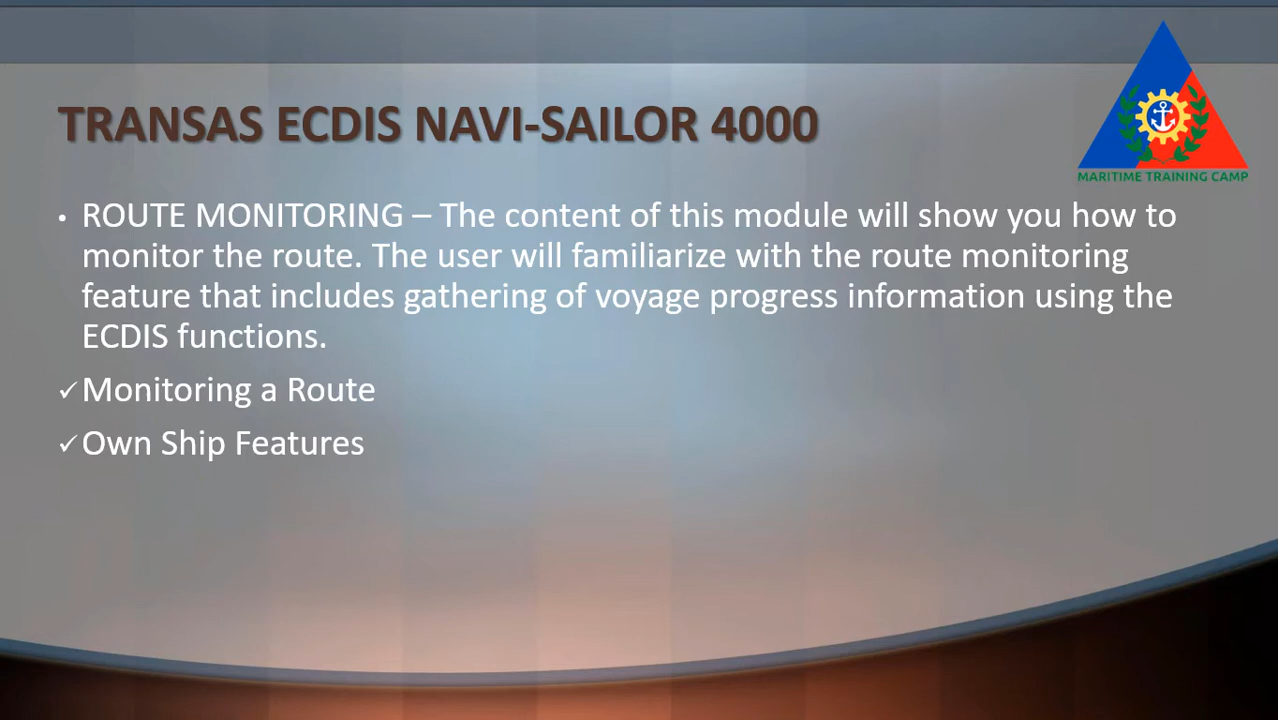 TRANSAS ECDIS NAVI-SAILOR 4000
MARITIME TRAINING CAMP
• ROUTE MONITORING – The content of this module will show you how to
monitor the route. The user will familiarize with the route monitoring
feature that includes gathering of voyage progress information using the
ECDIS functions.
✓ Monitoring a Route
✓ Own Ship Features